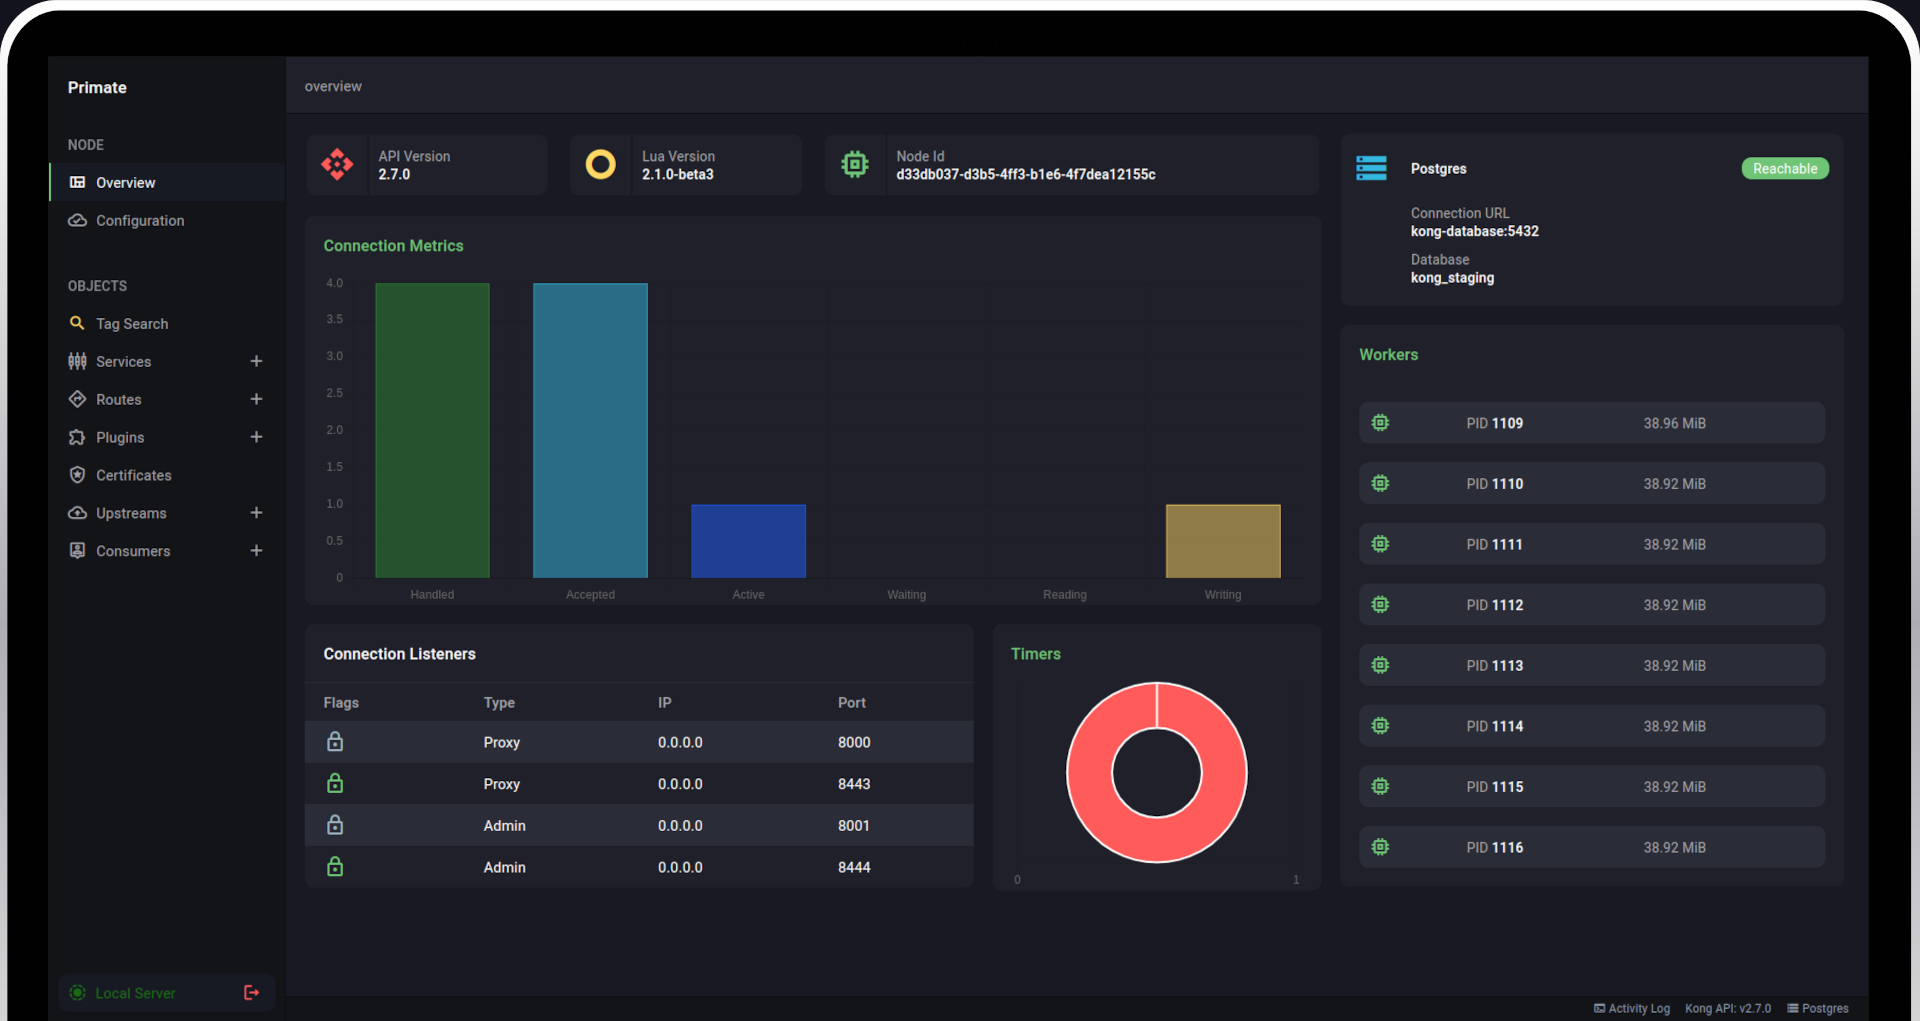 Primate
overview
NODE
Overview
Configuration
OBJECTS
Tag Search
Services +
Routes +
Plugins +
Certificates
Upstreams +
Consumers +
Local Server
API Version
2.7.0
Lua Version
2.1.0-beta3
Node Id
d33db037-d3b5-4ff3-b1e6-4f7dea12155c
Connection Metrics
4.0
3.5
3.0
2.5
2.0
1.5
1.0
0.5
0
Handled Accepted Active Waiting Reading Writing
Connection Listeners
Flags Type IP Port
Proxy 0.0.0.0 8000
Proxy 0.0.0.0 8443
Admin 0.0.0.0 8001
Admin 0.0.0.0 8444
Timers
0 1
Postgres Reachable
Connection URL
kong-database:5432
Database
kong_staging
Workers
PID 1109 38.96 MiB
PID 1110 38.92 MiB
PID 1111 38.92 MiB
PID 1112 38.92 MiB
PID 1113 38.92 MiB
PID 1114 38.92 MiB
PID 1115 38.92 MiB
PID 1116 38.92 MiB
Activity Log Kong API: v2.7.0 Postgres